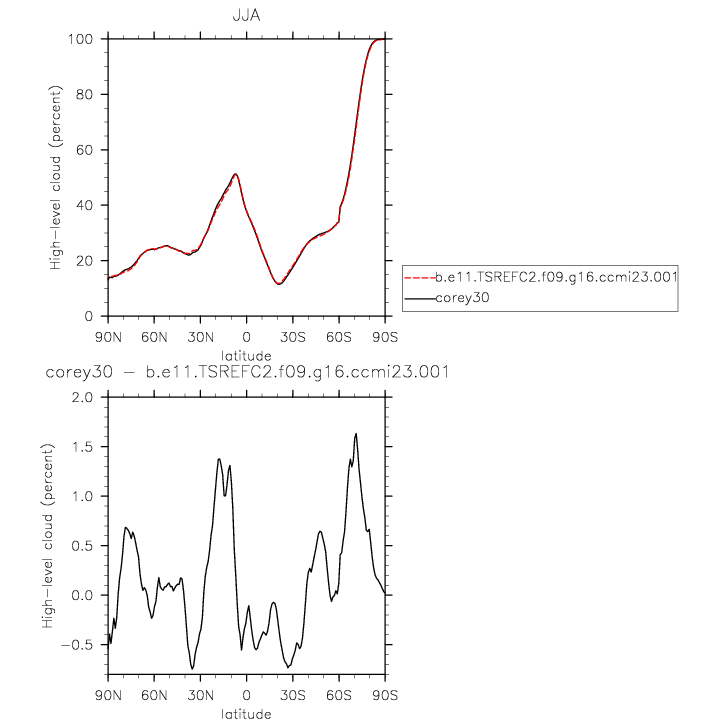 JJA
100
80
60
40
20
0
High-level cloud (percent)
90N 60N 30N 0 30S 60S 90S
latitude
b.e11.TSREFC2.f09.g16.ccmi23.001
corey30
corey30 - b.e11.TSREFC2.f09.g16.ccmi23.001
2.0
1.5
1.0
0.5
0.0
-0.5
High-level cloud (percent)
90N 60N 30N 0 30S 60S 90S
latitude